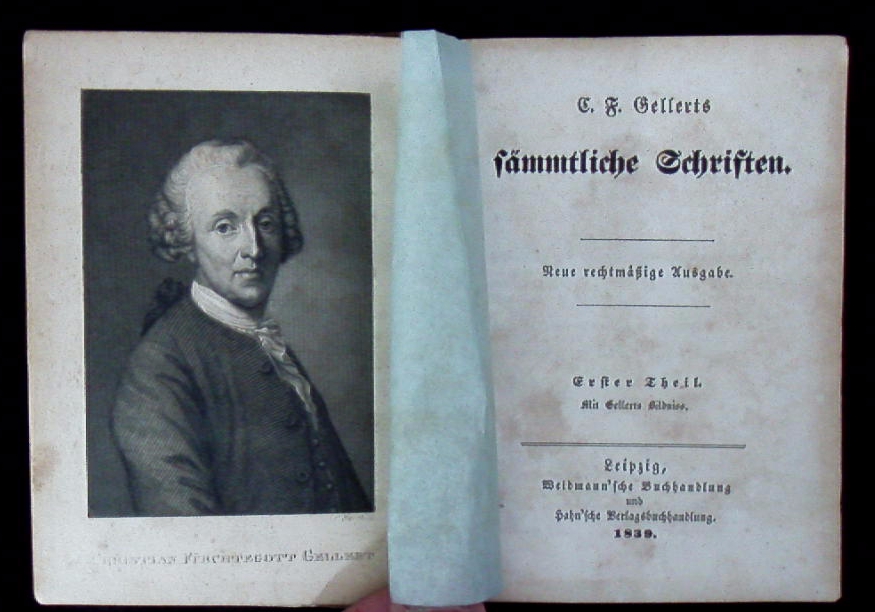 CHRISTIAN FÜRCHTEGOTT GELLERT
C. F. Gellerts
sämmtliche Schriften.
Neue rechtmäßige Ausgabe.
Erster Theil.
Mit Gellerts Bildniss.
Leipzig,
Weidmann'sche Buchhandlung
und
Hahn'sche Verlagsbuchhandlung.
1839.